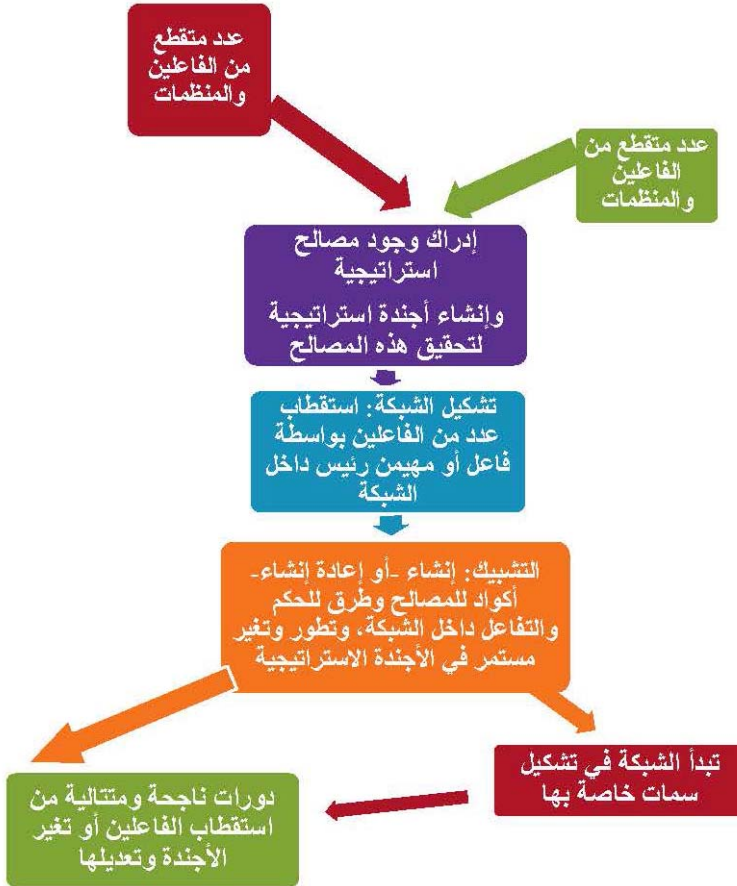 عدد متقطع
من الفاعلين
والمنظمات
عدد متقطع من
الفاعلين
والمنظمات
إدراك وجود مصالح
استراتيجية
وإنشاء أجندة استراتيجية
لتحقيق هذه المصالح
تشكيل الشبكة: استقطاب
عدد من الفاعلين بواسطة
فاعل أو مهيمن رئيس داخل
الشبكة
التشبيك: إنشاء -أو إعادة إنشاء-
أكواد للمصالح وطرق للحكم
والتفاعل داخل الشبكة، وتطور وتغير
مستمر في الأجندة الاستراتيجية
تبدأ الشبكة في تشكيل
سمات خاصة بها
دورات ناجحة ومتتالية من
استقطاب الفاعلين أو تغير
الأجندة وتعديلها